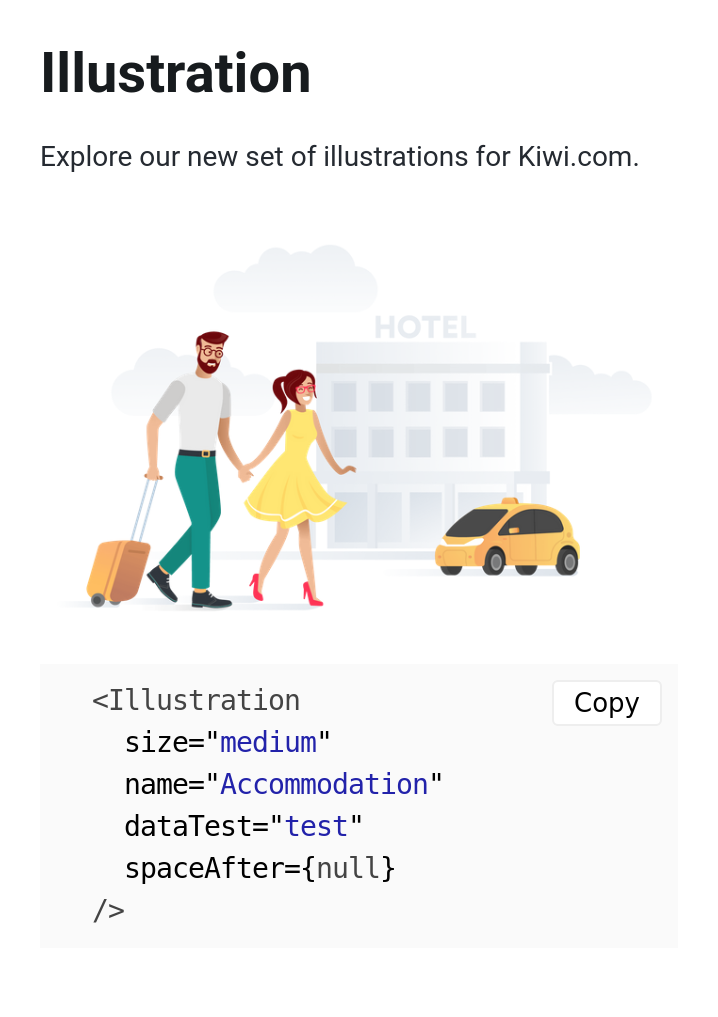 Illustration
Explore our new set of illustrations for Kiwi.com.
HOTEL
<Illustration
Copy
size="medium"
name="Accommodation"
dataTest="test"
spaceAfter={null}
/>